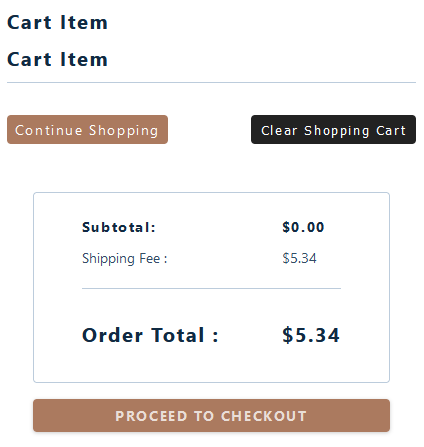 Cart Item
Cart Item
Continue Shopping Clear Shopping Cart
Subtotal: $0.00
Shipping Fee : $5.34
Order Total : $5.34
PROCEED TO CHECKOUT